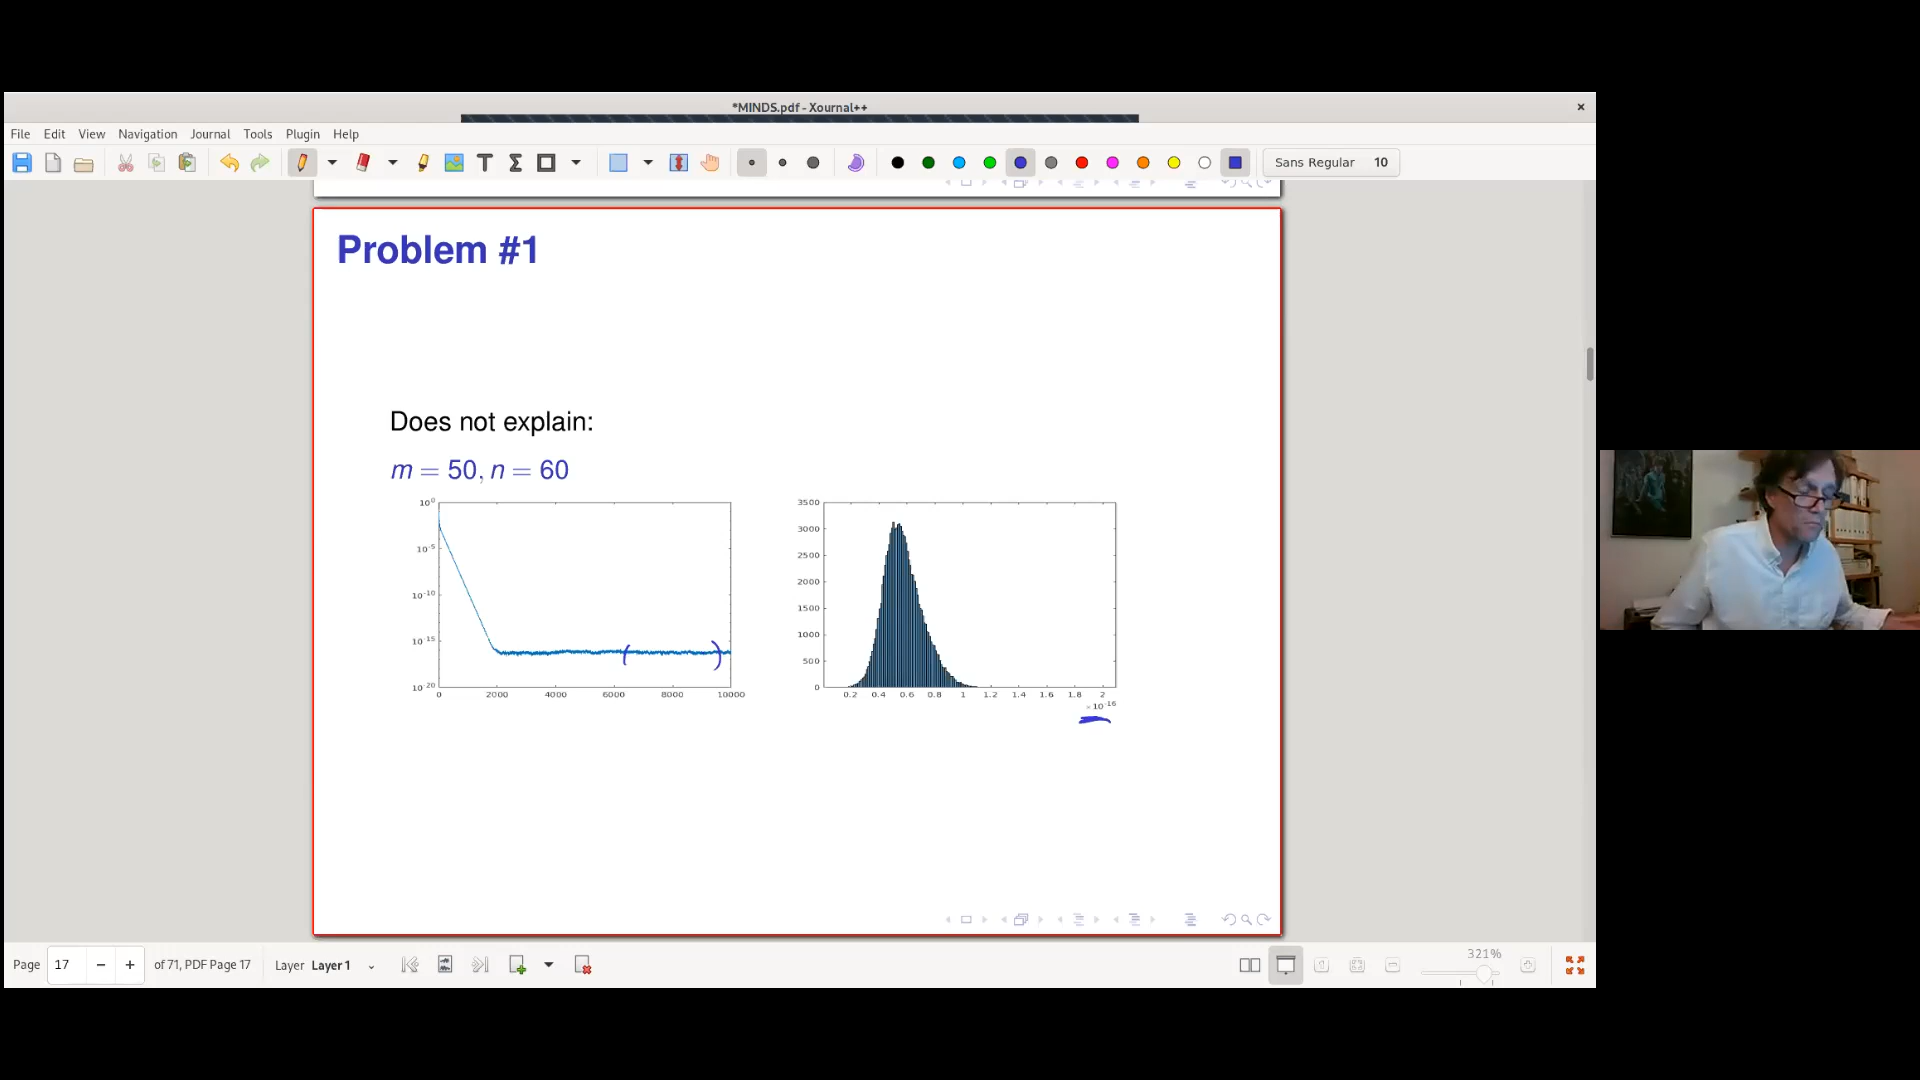 *MINDS.pdf - Xournal++
×
File Edit View Navigation Journal Tools Plugin Help
Sans Regular 10
Problem #1
Does not explain:
m = 50, n = 60
10^0
10^-5
10^-10
10^-15
10^-20
0 2000 4000 6000 8000 10000
3500
3000
2500
2000
1500
1000
500
0
0.2 0.4 0.6 0.8 1 1.2 1.4 1.6 1.8 2
×10^-16
( )
Page 17 − + of 71, PDF Page 17 Layer Layer 1
321%